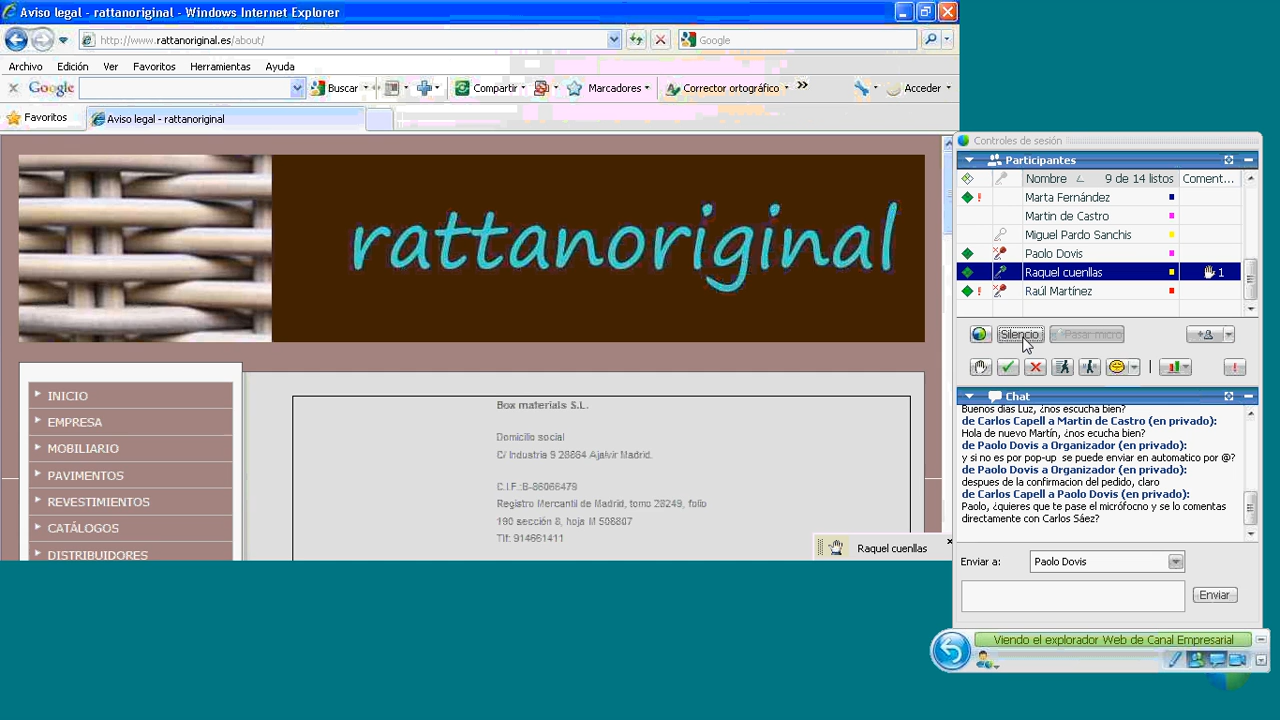 Aviso legal - rattanoriginal - Windows Internet Explorer
http://www.rattanoriginal.es/about/
Google
Archivo Edición Ver Favoritos Herramientas Ayuda
Google Buscar Compartir Marcadores Corrector ortográfico Acceder
Favoritos Aviso legal - rattanoriginal
rattanoriginal
INICIO
EMPRESA
MOBILIARIO
PAVIMENTOS
REVESTIMIENTOS
CATÁLOGOS
DISTRIBUIDORES
Box materials S.L.
Domicilio social
C/ Industria 9 28864 Ajalvir Madrid.
C.I.F.:B-86066479
Registro Mercantil de Madrid, tomo 28249, folio
190 sección 8, hoja M 508807
Tlf: 914661411
Raquel cuenllas
Controles de sesión
Participantes
Nombre 9 de 14 listos Coment...
Marta Fernández
Martin de Castro
Miguel Pardo Sanchis
Paolo Dovis
Raquel cuenllas 1
Raúl Martínez
Silencio Pasar micro
Chat
Buenos días Luz, ¿nos escucha bien?
de Carlos Capell a Martin de Castro (en privado):
Hola de nuevo Martín, ¿nos ecucha bien?
de Paolo Dovis a Organizador (en privado):
y si no es por pop-up se puede enviar en automatico por @?
de Paolo Dovis a Organizador (en privado):
despues de la confirmacion del pedido, claro
de Carlos Capell a Paolo Dovis (en privado):
Paolo, ¿quieres que te pase el micrófocno y se lo comentas
directamente con Carlos Sáez?
Enviar a: Paolo Dovis
Enviar
Viendo el explorador Web de Canal Empresarial